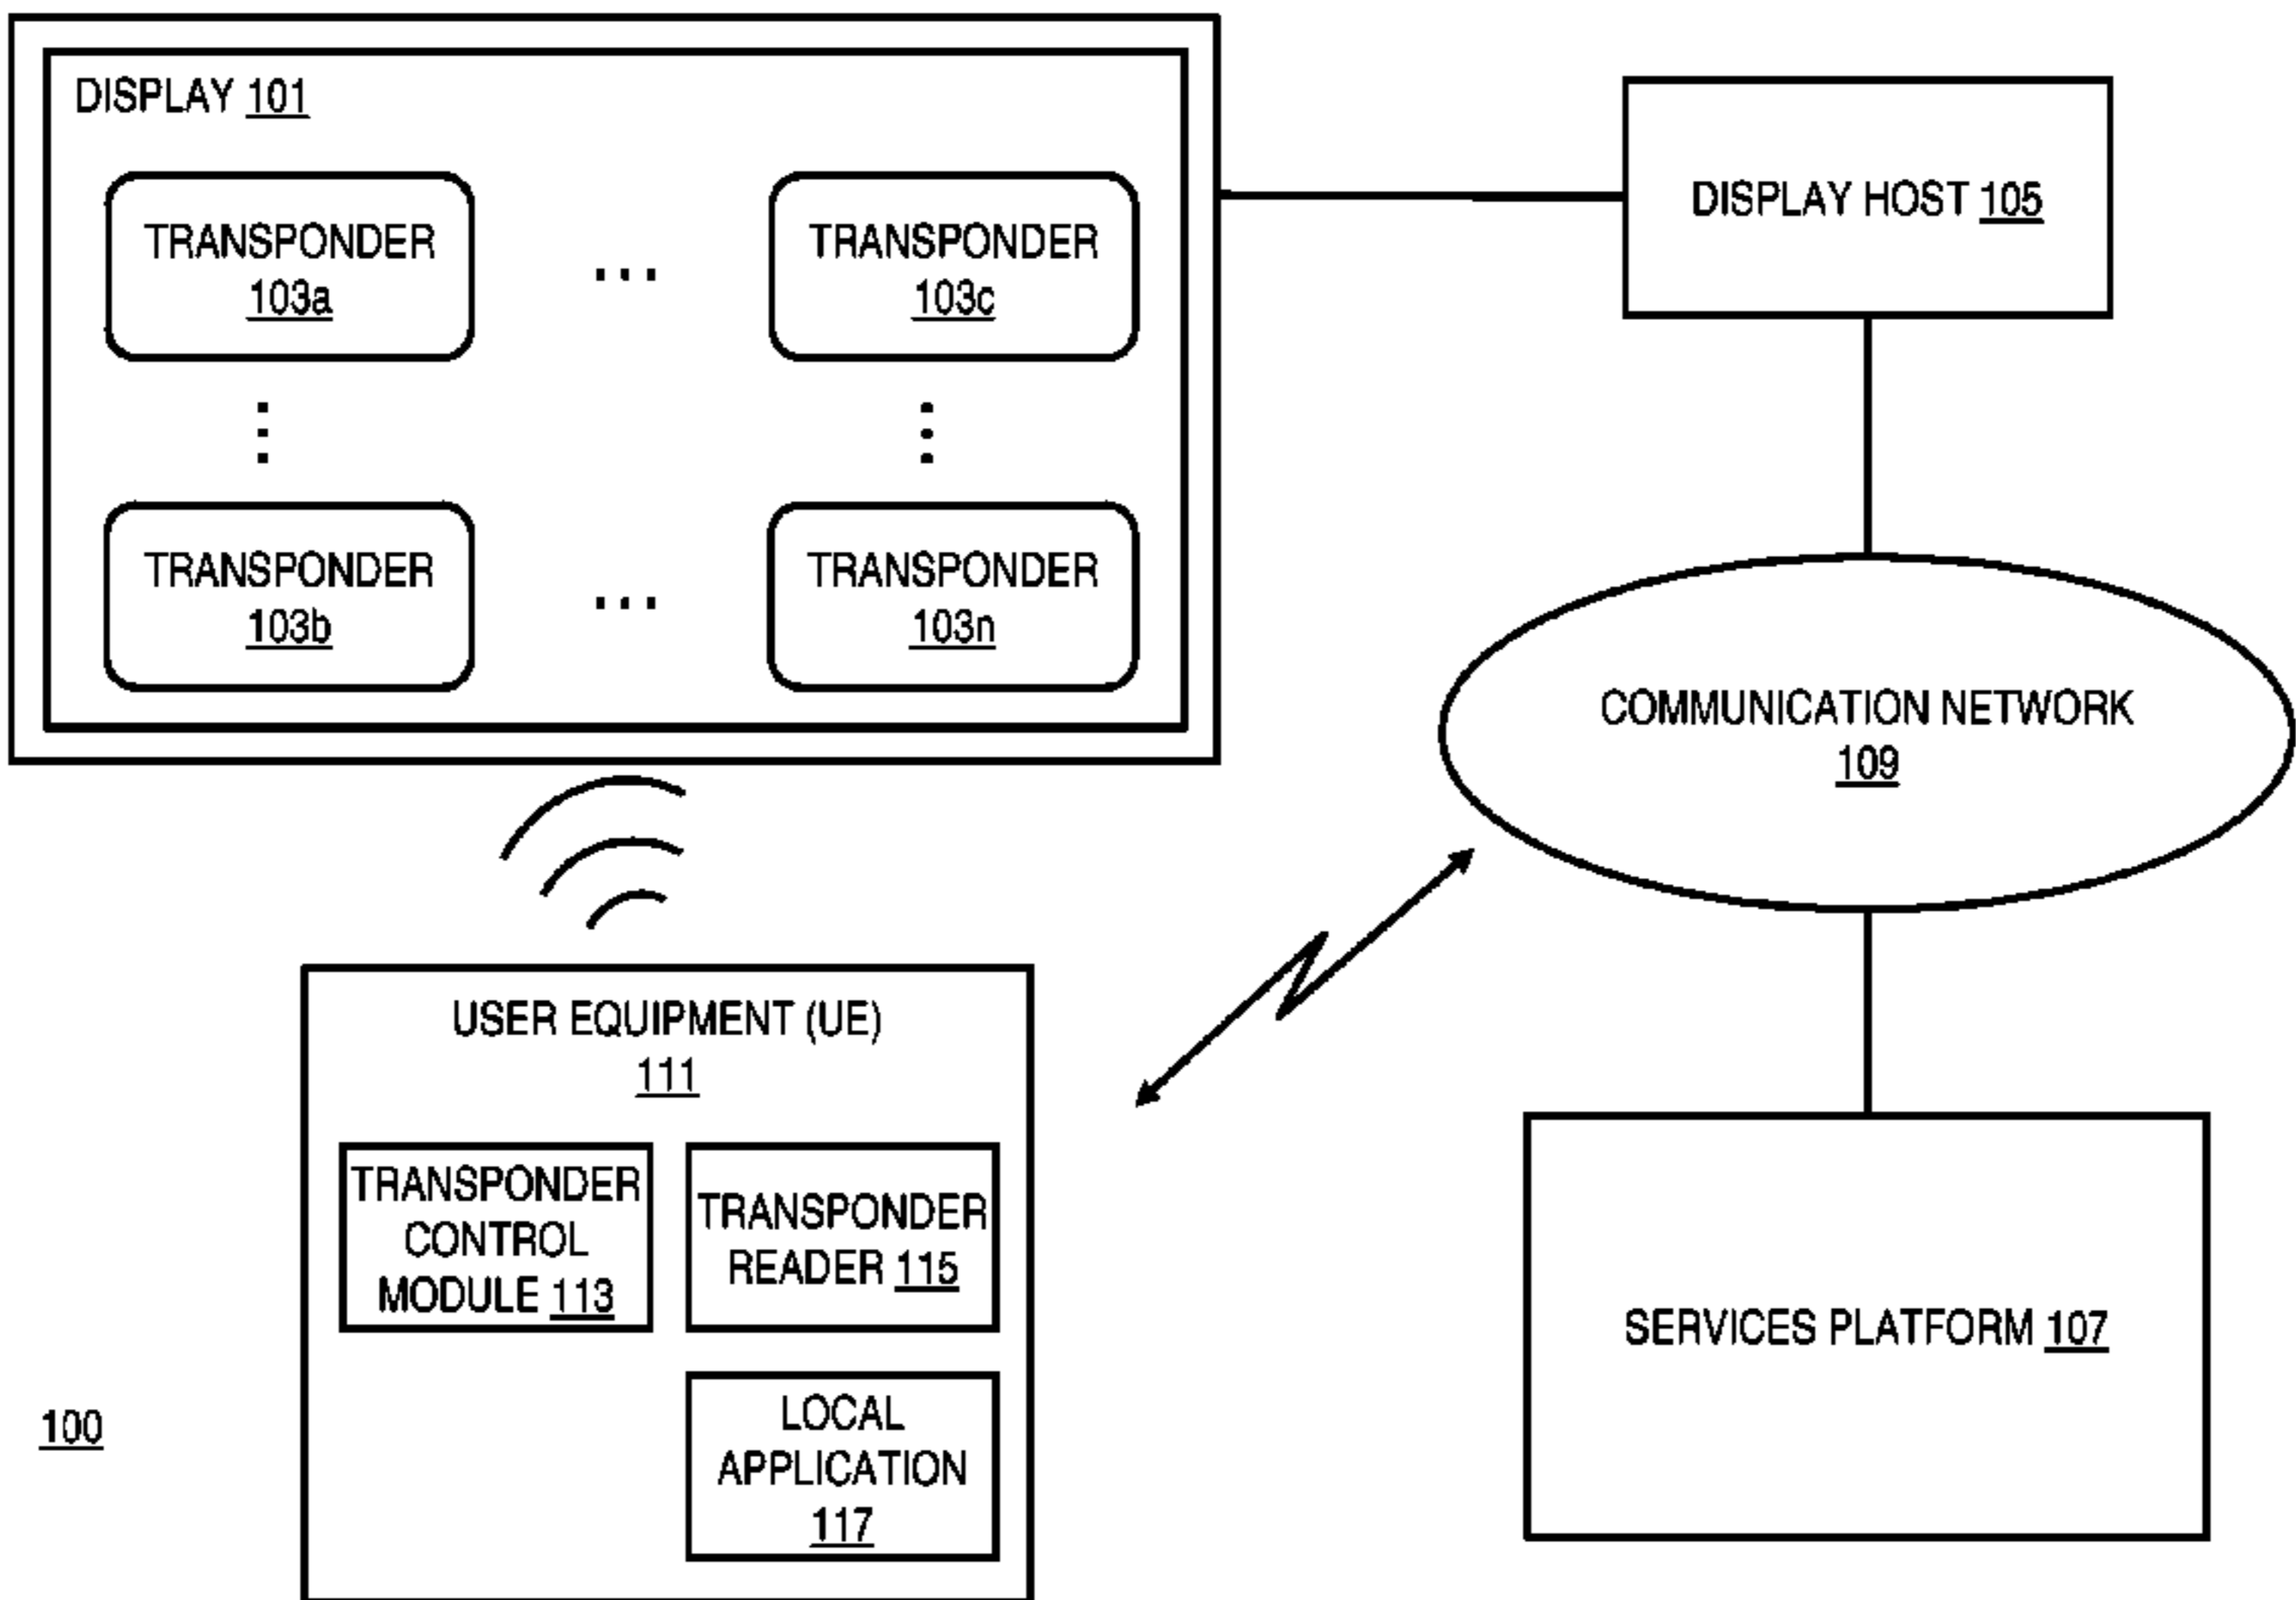 DISPLAY 101
TRANSPONDER
103a
...
TRANSPONDER
103c
TRANSPONDER
103b
...
TRANSPONDER
103n
DISPLAY HOST 105
COMMUNICATION NETWORK
109
USER EQUIPMENT (UE)
111
TRANSPONDER
CONTROL
MODULE 113
TRANSPONDER
READER 115
LOCAL
APPLICATION
117
SERVICES PLATFORM 107
100